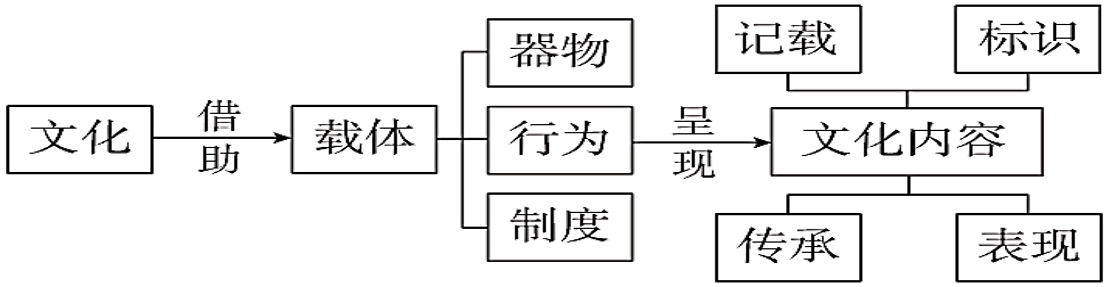 文化
借助
载体
器物
行为
制度
呈现
记载
标识
文化内容
传承
表现